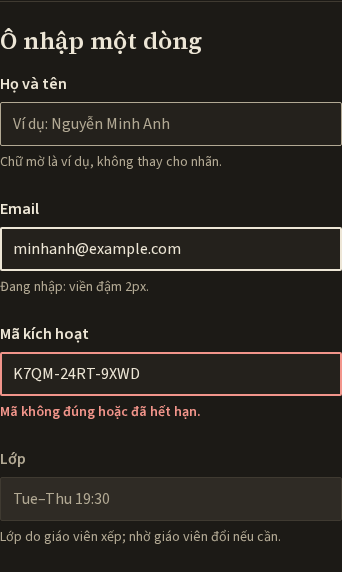 Ô nhập một dòng
Họ và tên
Ví dụ: Nguyễn Minh Anh
Chữ mờ là ví dụ, không thay cho nhãn.
Email
minhanh@example.com
Đang nhập: viền đậm 2px.
Mã kích hoạt
K7QM-24RT-9XWD
Mã không đúng hoặc đã hết hạn.
Lớp
Tue–Thu 19:30
Lớp do giáo viên xếp; nhờ giáo viên đổi nếu cần.